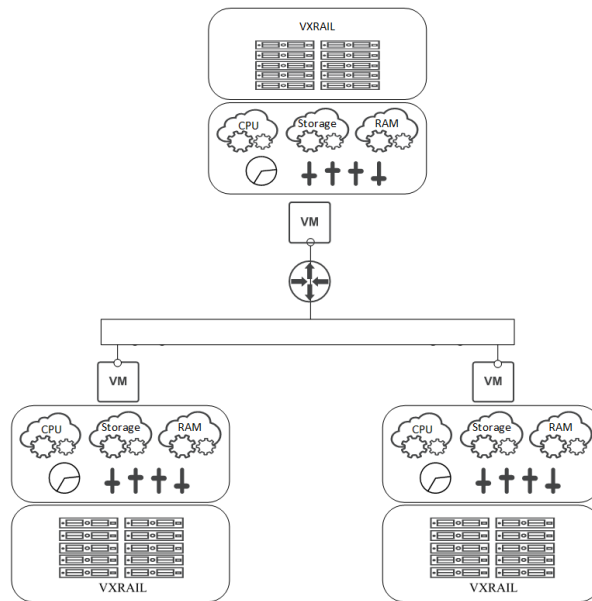 VXRAIL
CPU Storage RAM
VM
VM VM
CPU Storage RAM CPU Storage RAM
VXRAIL VXRAIL